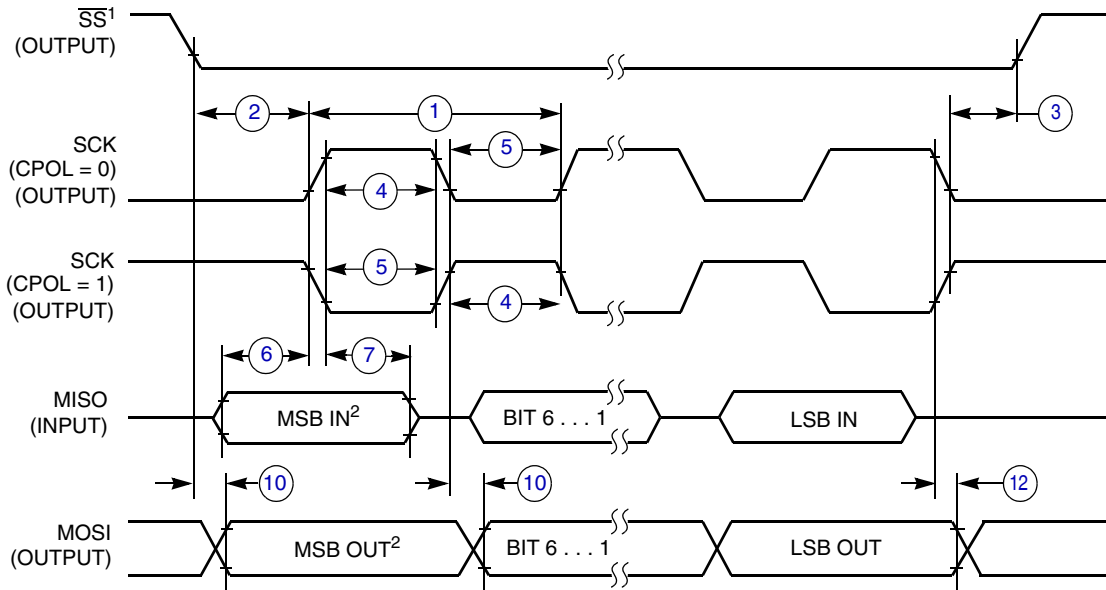 SS¹
(OUTPUT)
2
1
3
SCK
(CPOL = 0)
(OUTPUT)
5
4
SCK
(CPOL = 1)
(OUTPUT)
5
4
6
7
MISO
(INPUT)
MSB IN²
BIT 6 . . . 1
LSB IN
10
10
12
MOSI
(OUTPUT)
MSB OUT²
BIT 6 . . . 1
LSB OUT